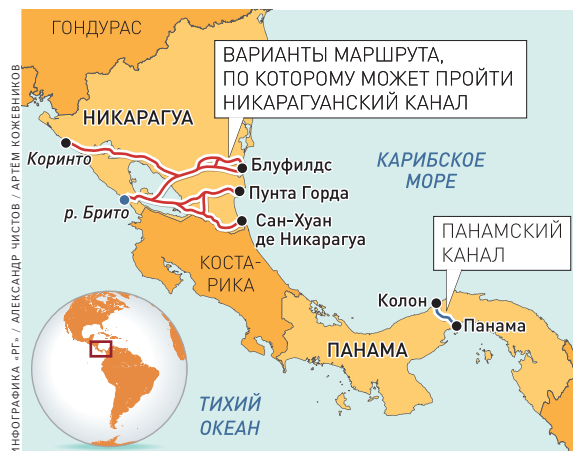 ГОНДУРАС
ВАРИАНТЫ МАРШРУТА,
ПО КОТОРОМУ МОЖЕТ ПРОЙТИ
НИКАРАГУАНСКИЙ КАНАЛ
НИКАРАГУА
Коринто
Блуфилдс
КАРИБСКОЕ
МОРЕ
Пунта Горда
р. Брито
Сан-Хуан
де Никарагуа
ПАНАМСКИЙ
КАНАЛ
КОСТА-
РИКА
Колон
Панама
ПАНАМА
ТИХИЙ
ОКЕАН
ИНФОГРАФИКА «РГ» / АЛЕКСАНДР ЧИСТОВ / АРТЕМ КОЖЕВНИКОВ